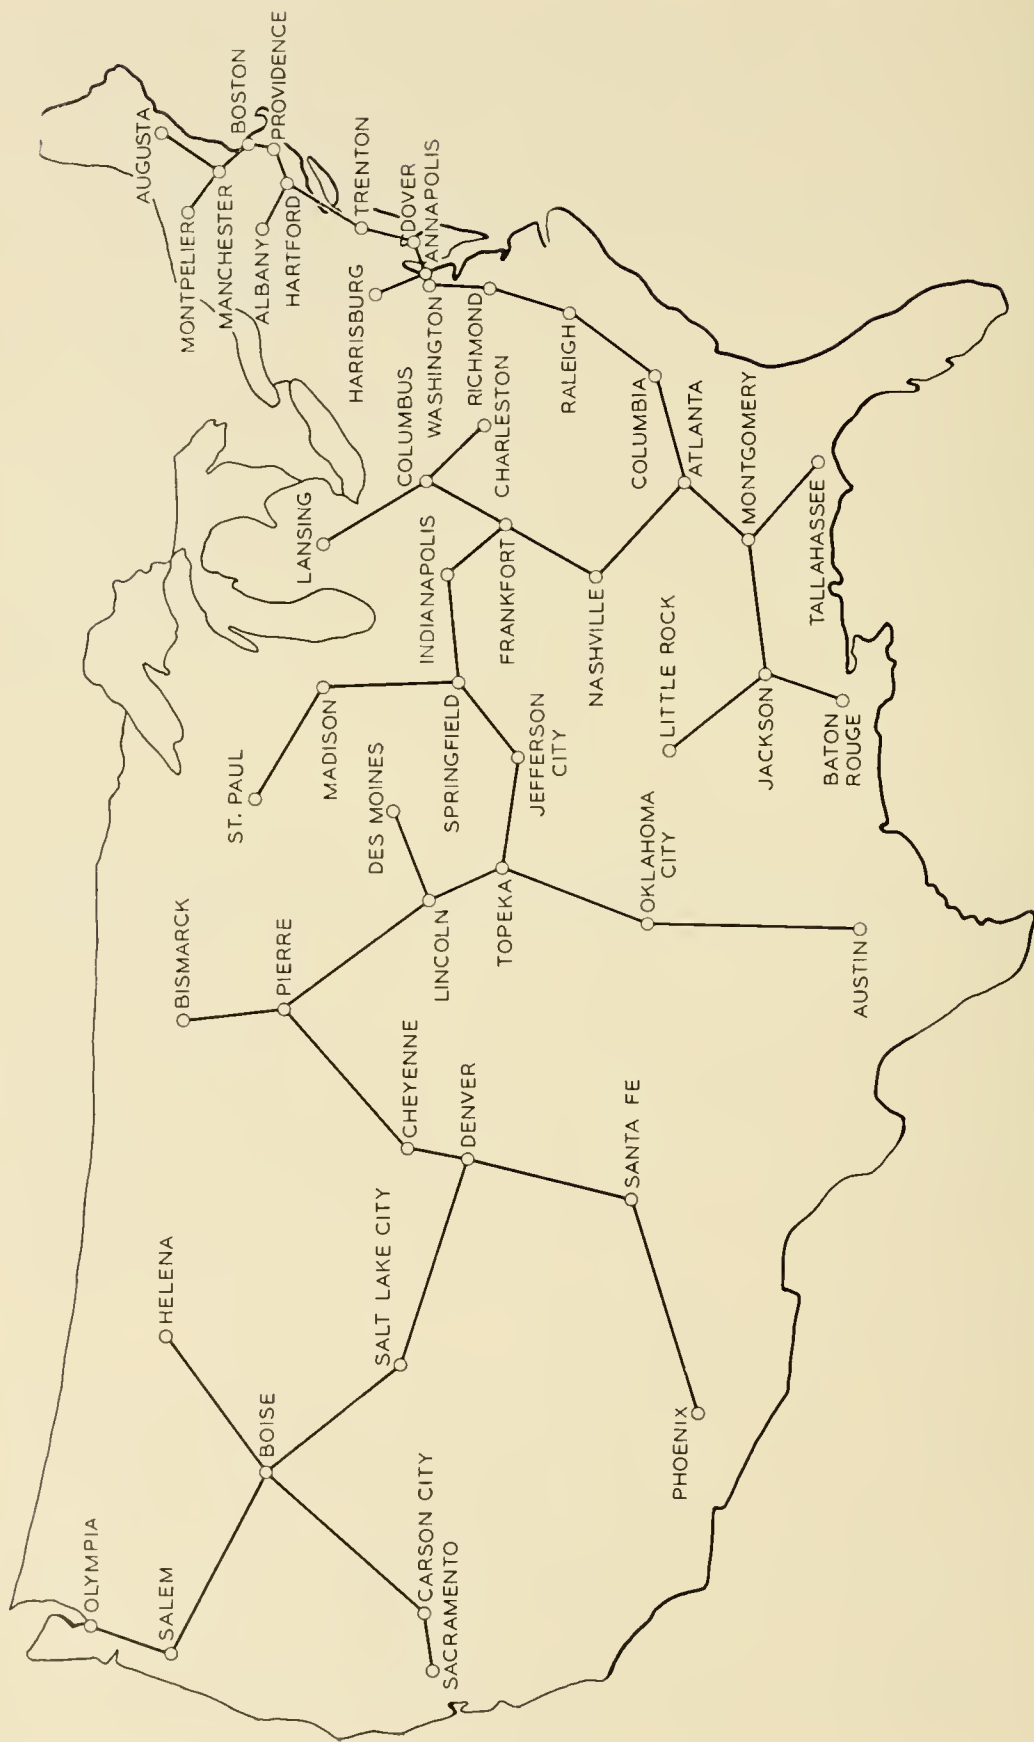 OLYMPIA
SALEM
HELENA
BOISE
CARSON CITY
SACRAMENTO
SALT LAKE CITY
PHOENIX
BISMARCK
PIERRE
CHEYENNE
DENVER
SANTA FE
ST. PAUL
MADISON
DES MOINES
LINCOLN
TOPEKA
SPRINGFIELD
JEFFERSON
CITY
OKLAHOMA
CITY
AUSTIN
LANSING
INDIANAPOLIS
COLUMBUS
CHARLESTON
FRANKFORT
NASHVILLE
LITTLE ROCK
JACKSON
BATON
ROUGE
MONTGOMERY
TALLAHASSEE
ATLANTA
COLUMBIA
RALEIGH
RICHMOND
WASHINGTON
HARRISBURG
ANNAPOLIS
DOVER
TRENTON
HARTFORD
ALBANY
MANCHESTER
MONTPELIER
AUGUSTA
BOSTON
PROVIDENCE